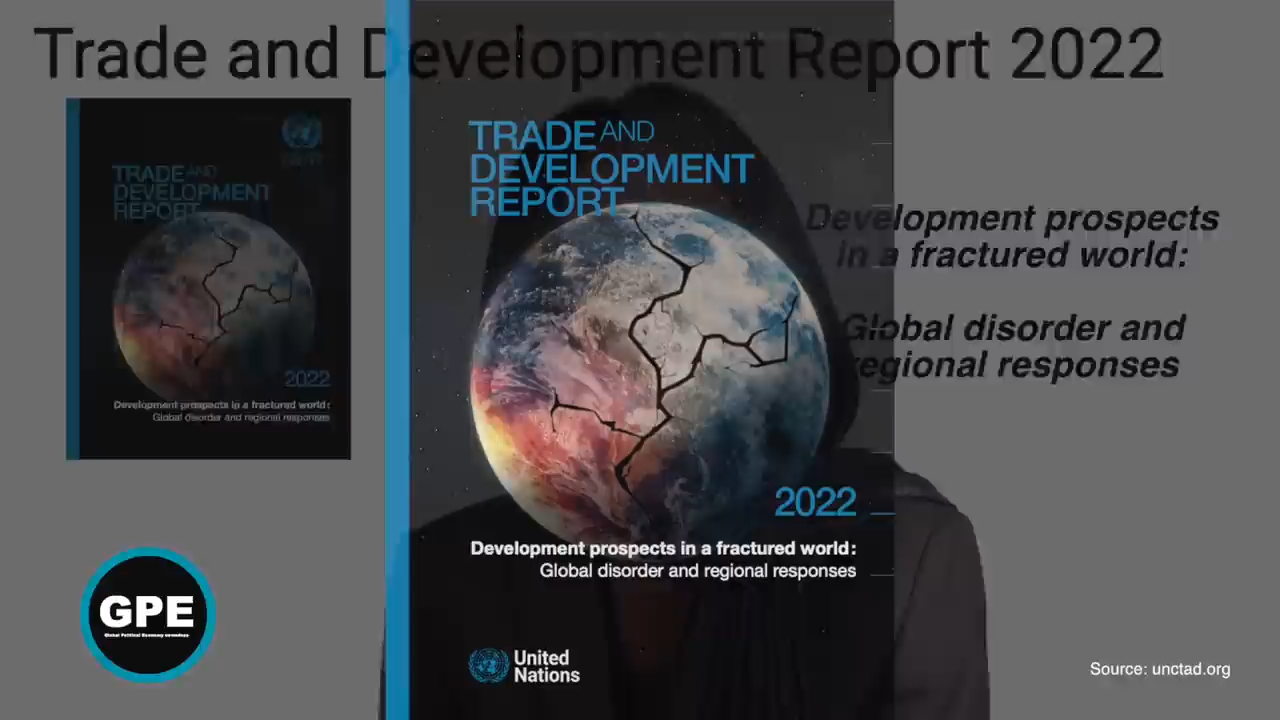 Trade and Development Report 2022
TRADE AND
DEVELOPMENT
REPORT
2022
Development prospects in a fractured world:
Global disorder and regional responses
TRADE AND
DEVELOPMENT
REPORT
2022
Development prospects in a fractured world:
Global disorder and regional responses
United
Nations
Development prospects
in a fractured world:
Global disorder and
regional responses
GPE
Source: unctad.org